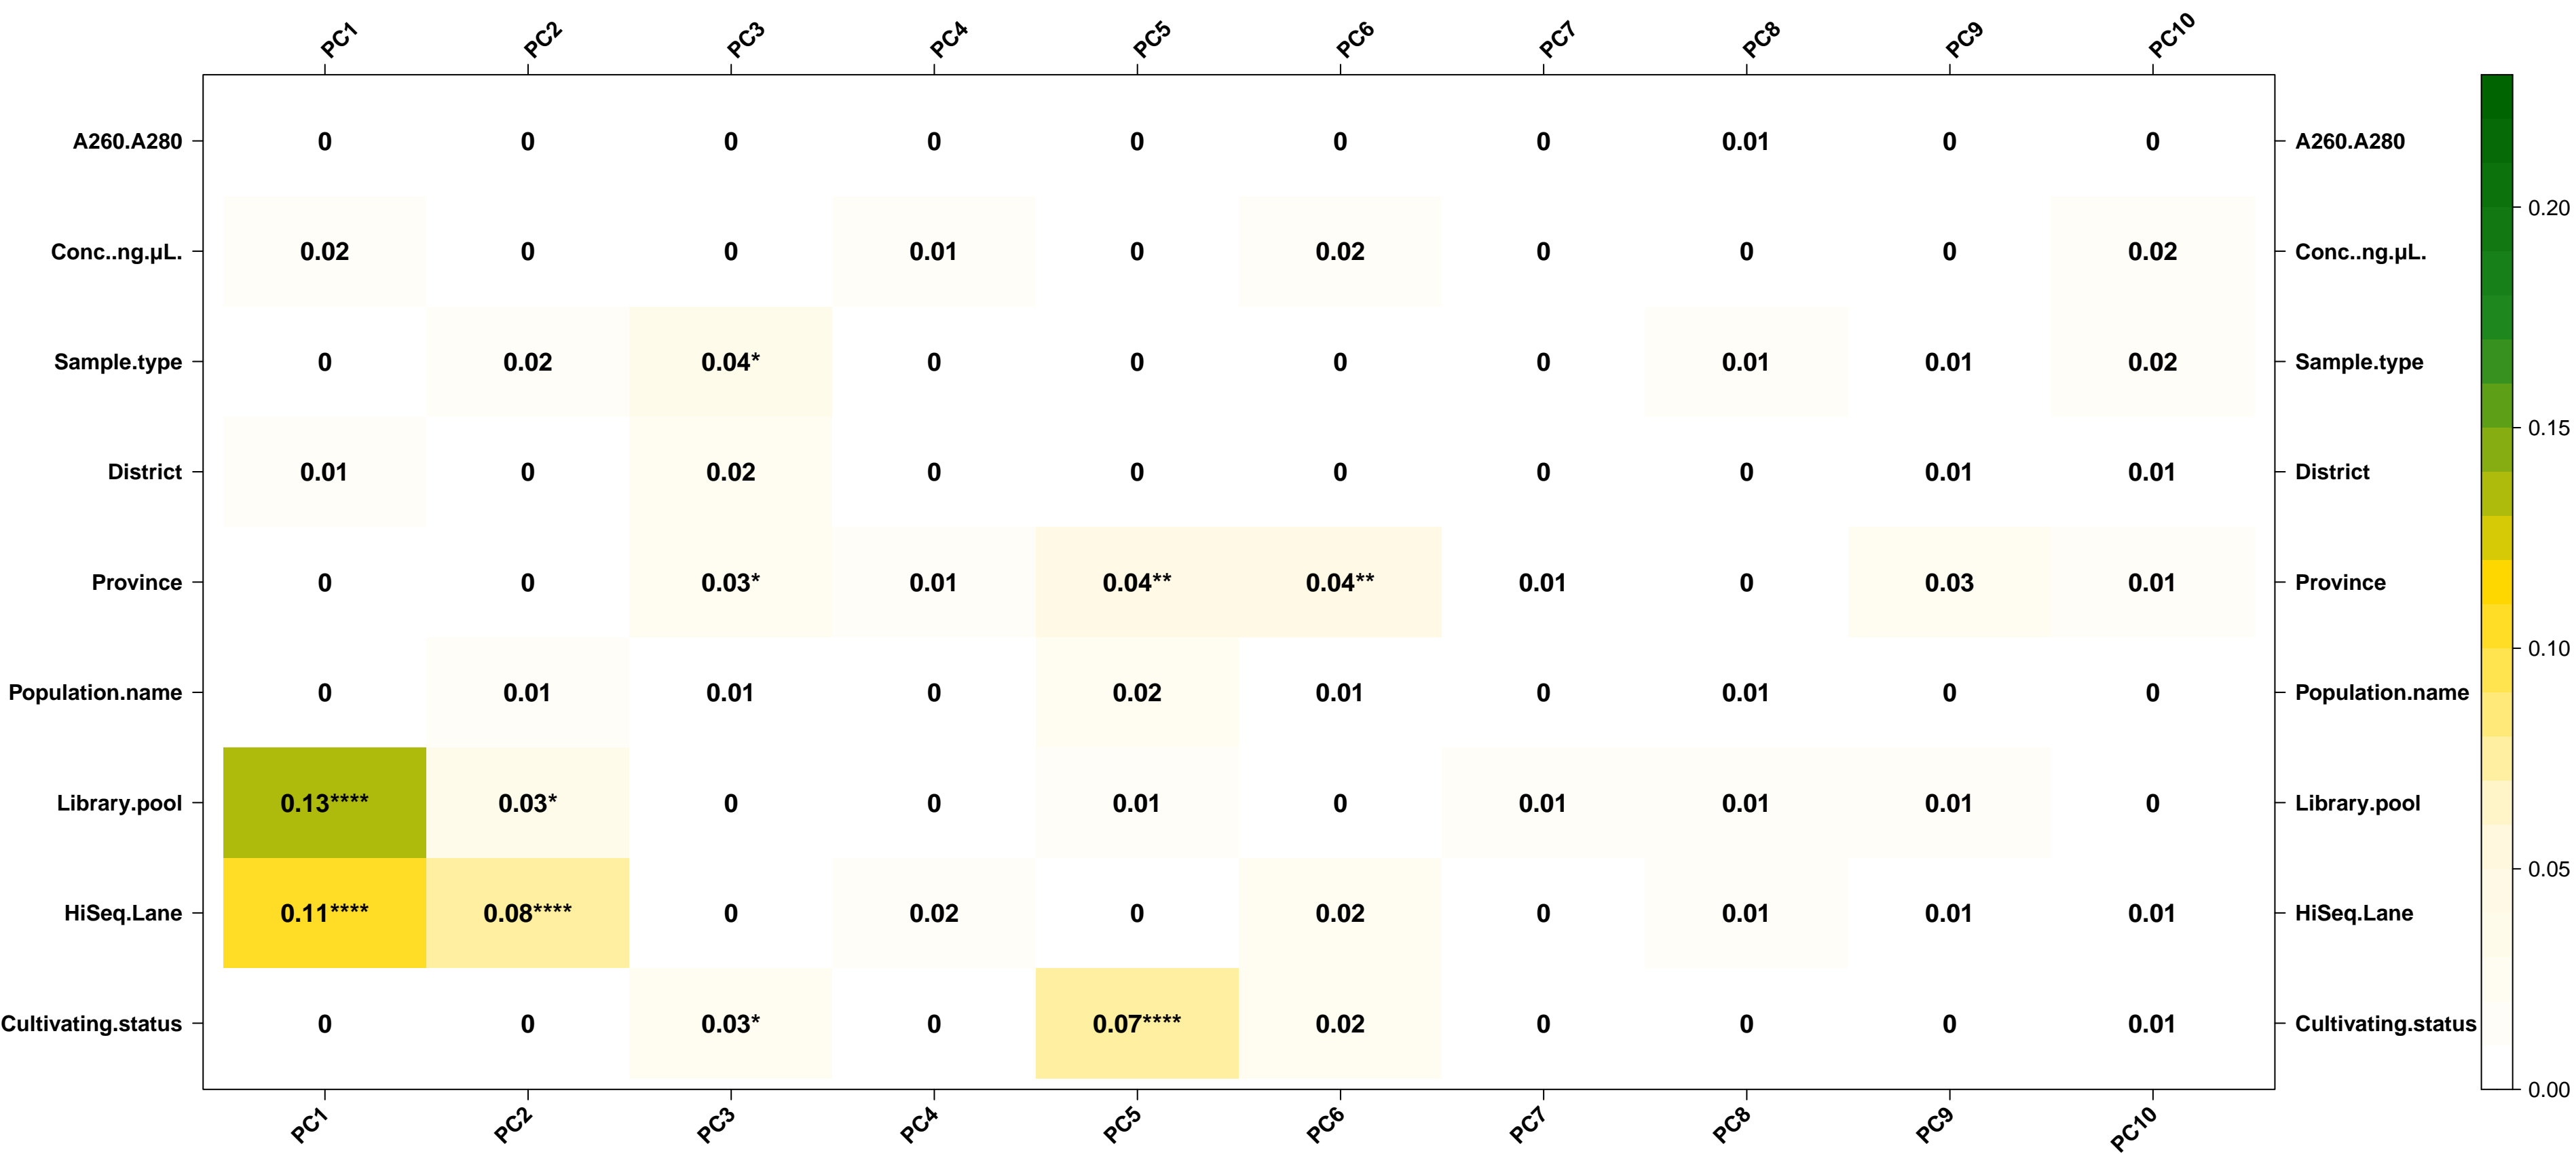 PC1 PC2 PC3 PC4 PC5 PC6 PC7 PC8 PC9 PC10
A260.A280 0 0 0 0 0 0 0 0.01 0 0 A260.A280
0.20
Conc..ng.µL. 0.02 0 0 0.01 0 0.02 0 0 0 0.02 Conc..ng.µL.
Sample.type 0 0.02 0.04* 0 0 0 0 0.01 0.01 0.02 Sample.type
0.15
District 0.01 0 0.02 0 0 0 0 0 0.01 0.01 District
Province 0 0 0.03* 0.01 0.04** 0.04** 0.01 0 0.03 0.01 Province
0.10
Population.name 0 0.01 0.01 0 0.02 0.01 0 0.01 0 0 Population.name
Library.pool 0.13**** 0.03* 0 0 0.01 0 0.01 0.01 0.01 0 Library.pool
0.05
HiSeq.Lane 0.11**** 0.08**** 0 0.02 0 0.02 0 0.01 0.01 0.01 HiSeq.Lane
Cultivating.status 0 0 0.03* 0 0.07**** 0.02 0 0 0 0.01 Cultivating.status
0.00
PC1 PC2 PC3 PC4 PC5 PC6 PC7 PC8 PC9 PC10